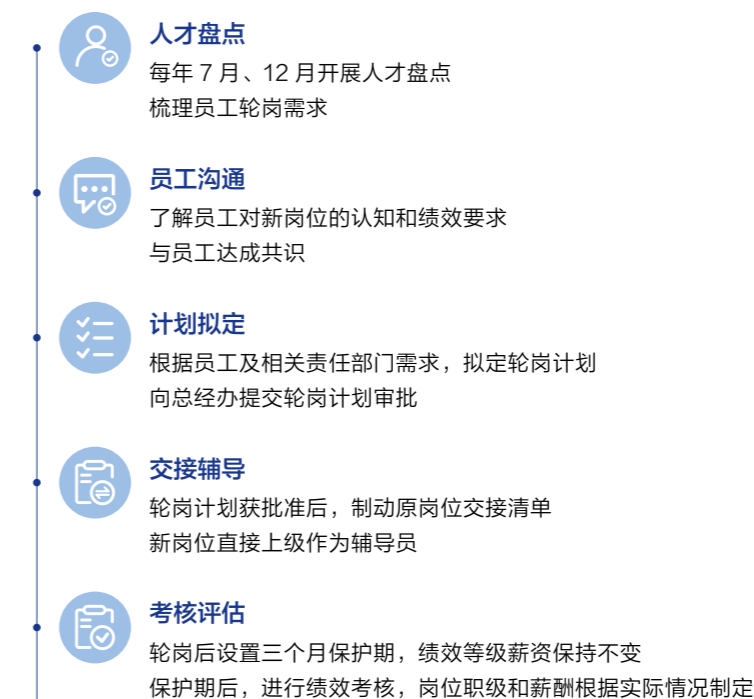 人才盘点
每年 7 月、12 月开展人才盘点
梳理员工轮岗需求
员工沟通
了解员工对新岗位的认知和绩效要求
与员工达成共识
计划拟定
根据员工及相关责任部门需求，拟定轮岗计划
向总经办提交轮岗计划审批
交接辅导
轮岗计划获批准后，制动原岗位交接清单
新岗位直接上级作为辅导员
考核评估
轮岗后设置三个月保护期，绩效等级薪资保持不变
保护期后，进行绩效考核，岗位职级和薪酬根据实际情况制定